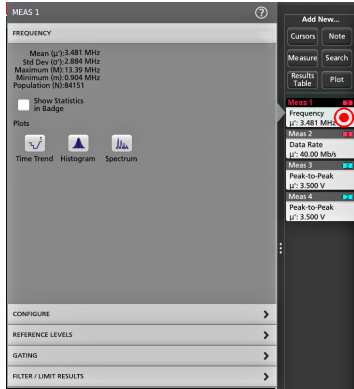 MEAS 1
?
FREQUENCY
Mean (µ'): 3.481 MHz
Std Dev (σ'): 2.884 MHz
Maximum (M): 13.39 MHz
Minimum (m): 0.904 MHz
Population (N): 84151
Show Statistics
in Badge
Plots
Time Trend
Histogram
Spectrum
CONFIGURE
REFERENCE LEVELS
GATING
FILTER / LIMIT RESULTS
Add New...
Cursors
Note
Measure
Search
Results
Table
Plot
Meas 1
Frequency
µ': 3.481 MHz
Meas 2
Data Rate
µ': 40.00 Mb/s
Meas 3
Peak-to-Peak
µ': 3.500 V
Meas 4
Peak-to-Peak
µ': 3.500 V